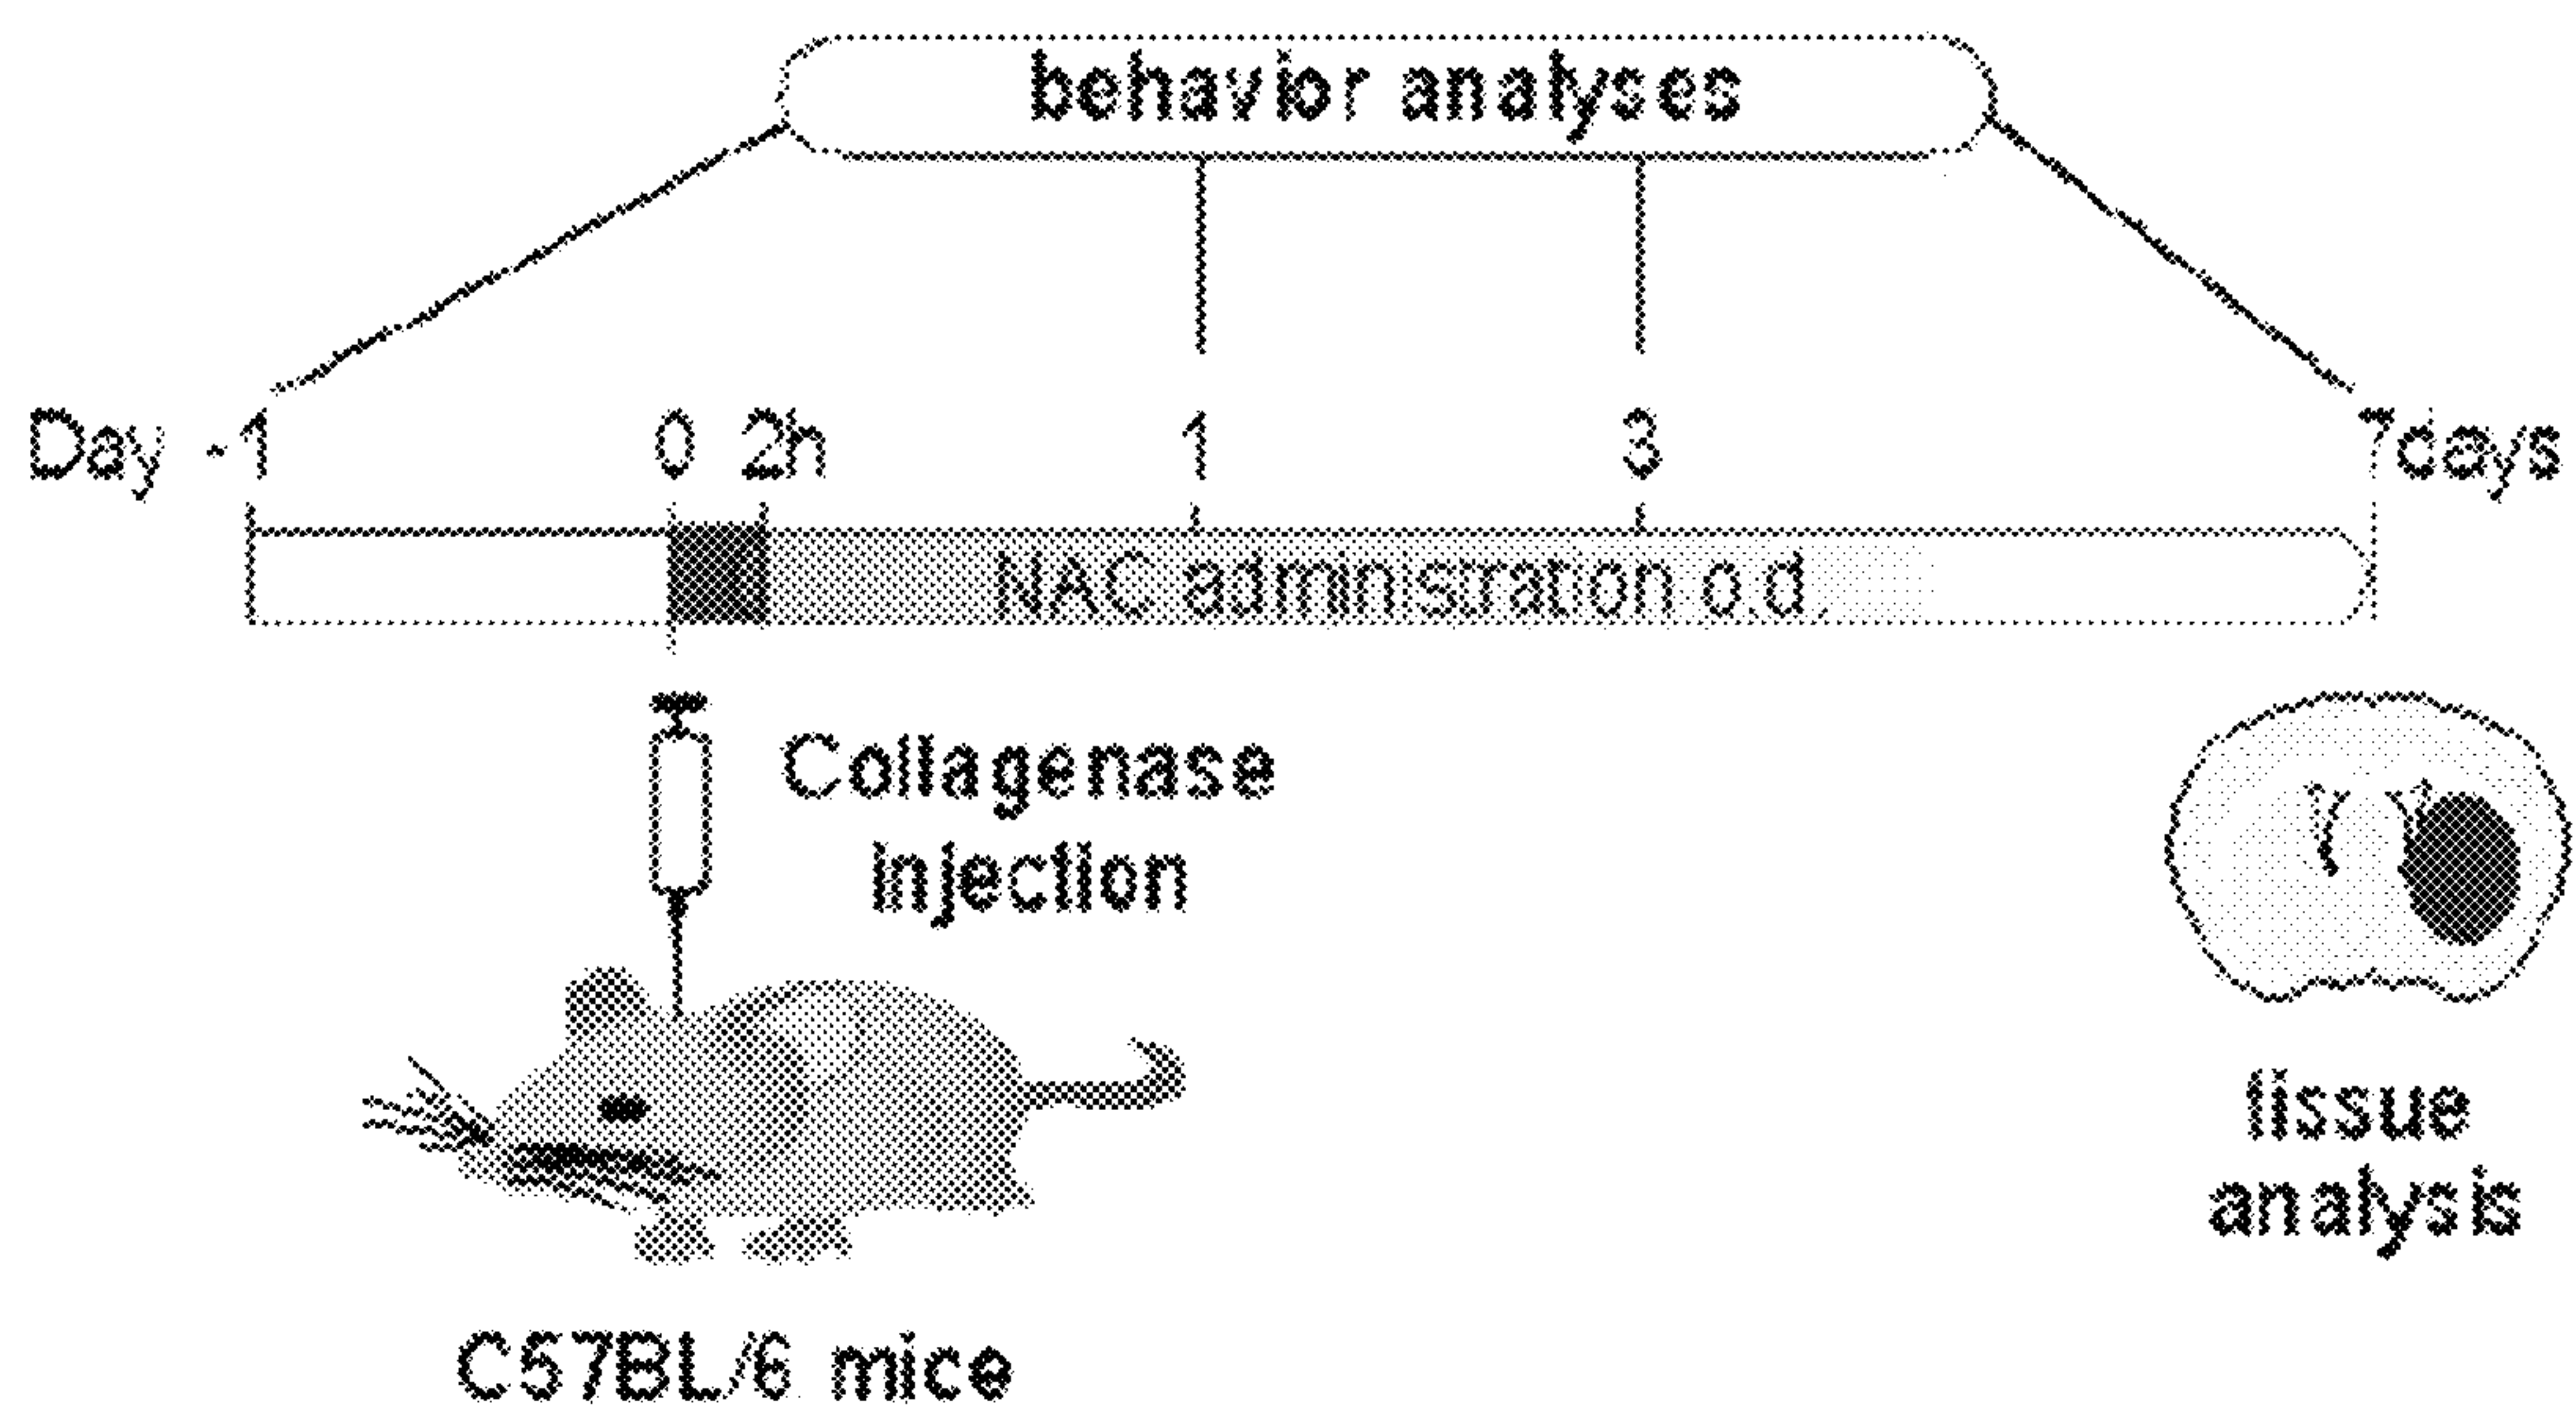 behavior analyses
Day -1 0 2h 1 3 7days
NAC administration o.d.
Collagenase
injection
tissue
analysis
C57BL/6 mice